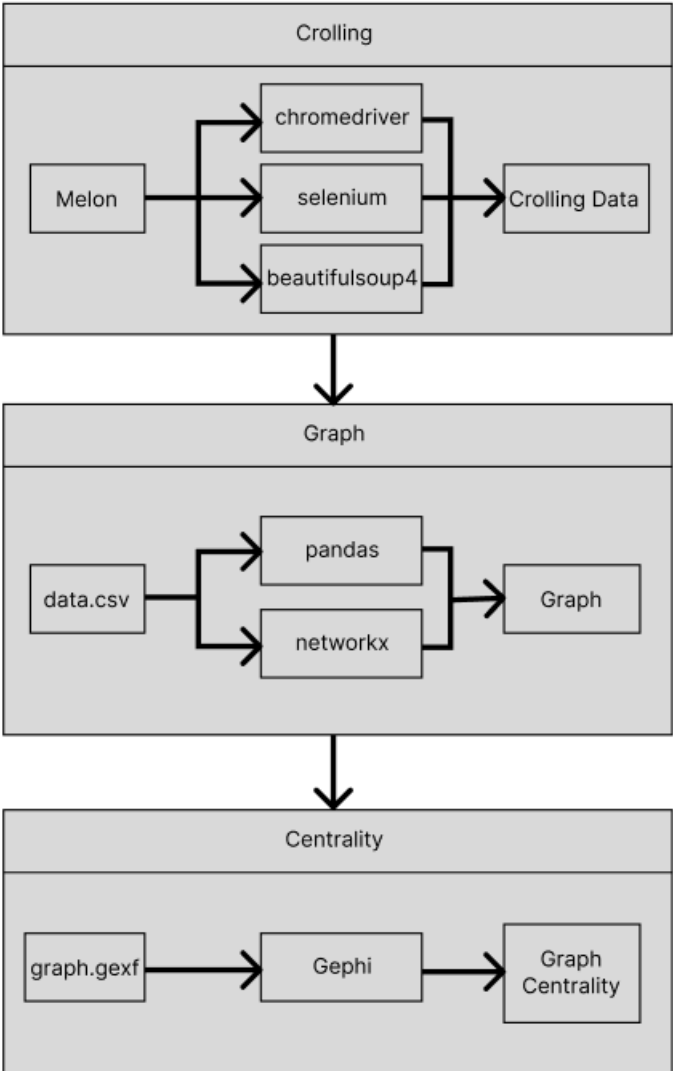 Crolling
chromedriver
Melon
selenium
Crolling Data
beautifulsoup4
Graph
pandas
data.csv
Graph
networkx
Centrality
graph.gexf
Gephi
Graph
Centrality